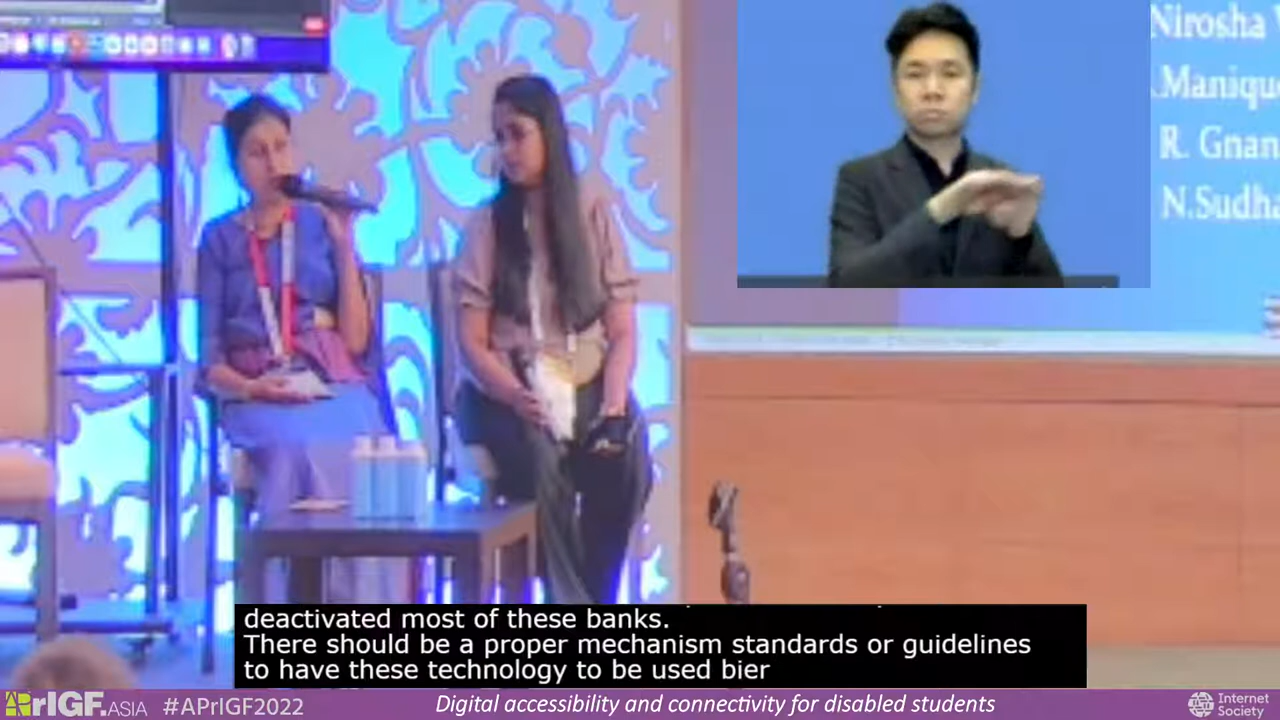 Nirosha
Maniqu
R. Gnan
N.Sudha
deactivated most of these banks.
There should be a proper mechanism standards or guidelines
to have these technology to be used bier
APrIGF.ASIA #APrIGF2022
Digital accessibility and connectivity for disabled students
Internet
Society